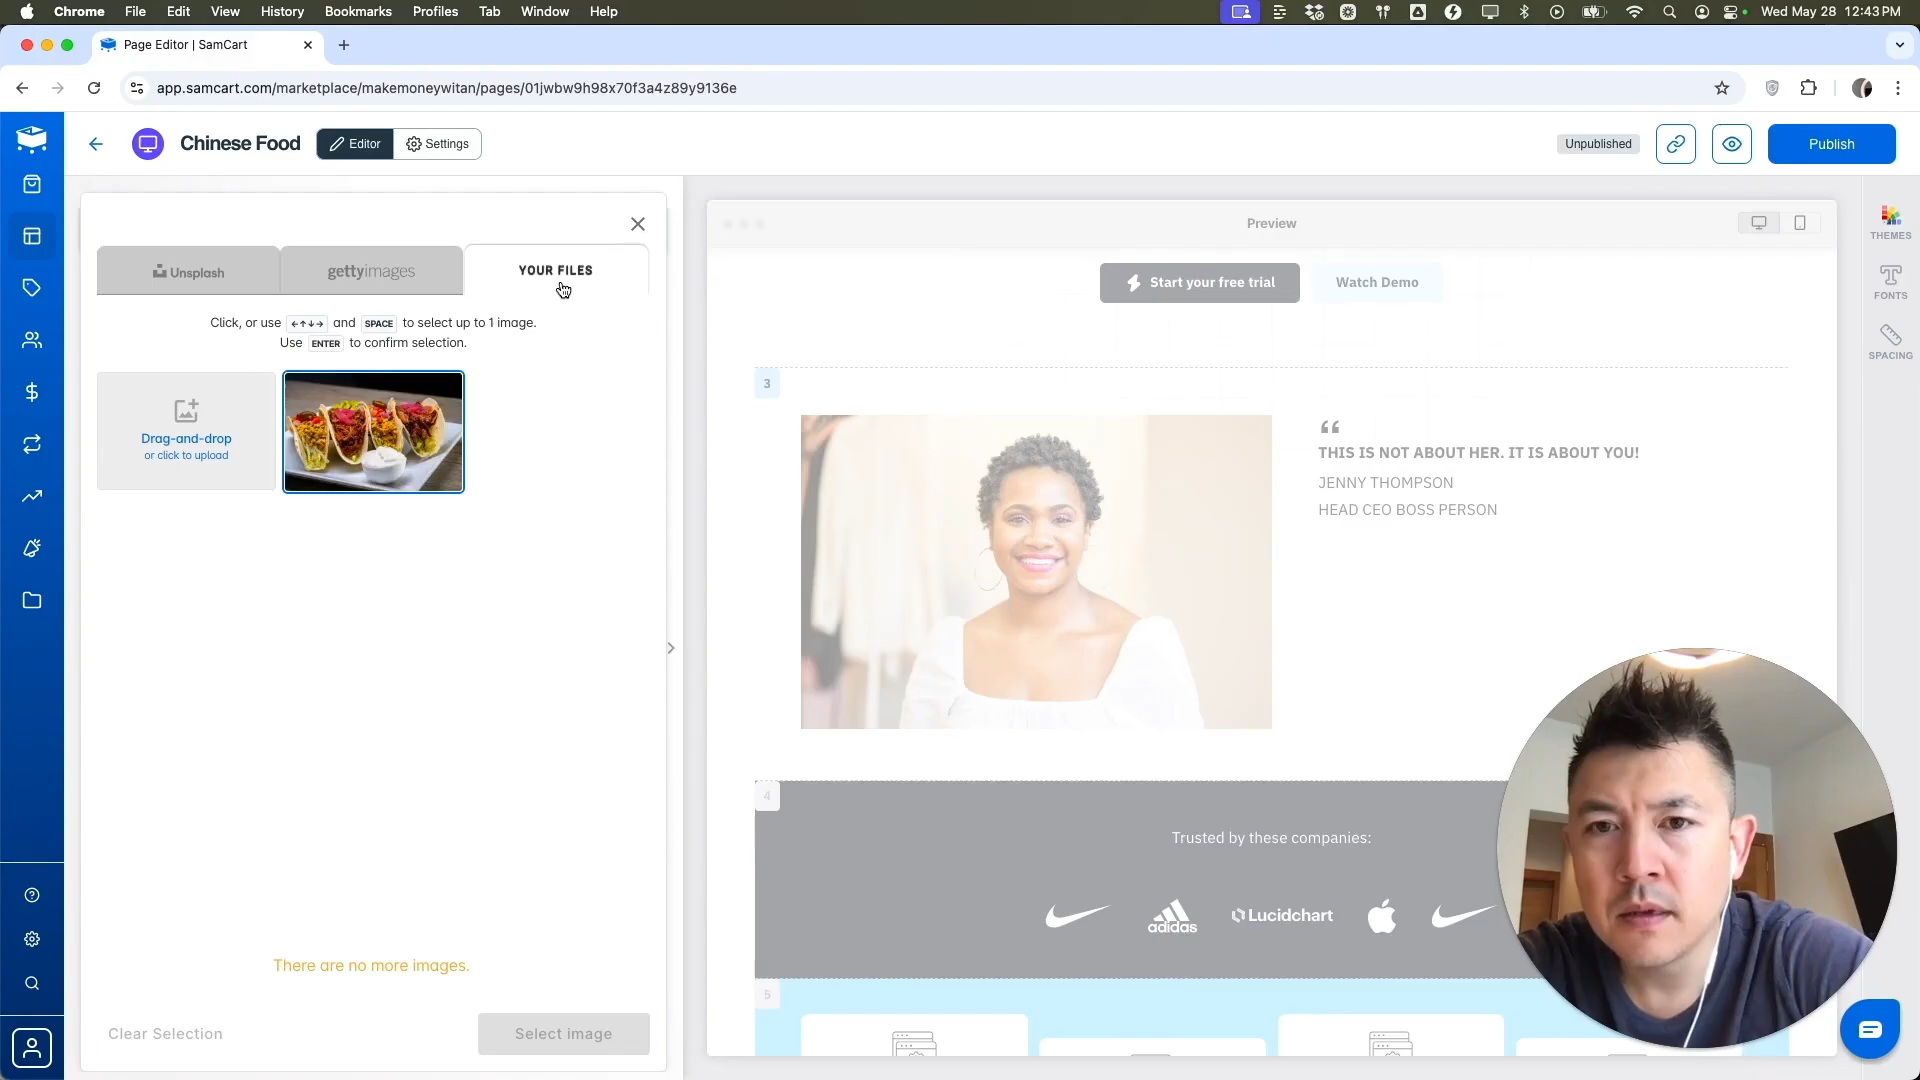 Chrome File Edit View History Bookmarks Profiles Tab Window Help
Wed May 28 12:43 PM
Page Editor | SamCart
app.samcart.com/marketplace/makemoneywitan/pages/01jwbw9h98x70f3a4z89y9136e
Chinese Food
Editor
Settings
Unpublished
Publish
Unsplash
gettyimages
YOUR FILES
Click, or use ←↑↓→ and SPACE to select up to 1 image.
Use ENTER to confirm selection.
Drag-and-drop
or click to upload
There are no more images.
Clear Selection
Select image
Preview
Start your free trial
Watch Demo
3
THIS IS NOT ABOUT HER. IT IS ABOUT YOU!
JENNY THOMPSON
HEAD CEO BOSS PERSON
4
Trusted by these companies:
adidas
Lucidchart
5
THEMES
FONTS
SPACING